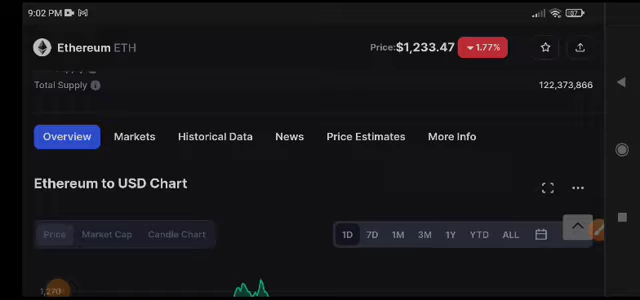 9:02 PM
87
Ethereum ETH
Price: $1,233.47 1.77%
Total Supply
122,373,866
Overview Markets Historical Data News Price Estimates More Info
Ethereum to USD Chart
Price Market Cap Candle Chart
1D 7D 1M 3M 1Y YTD ALL